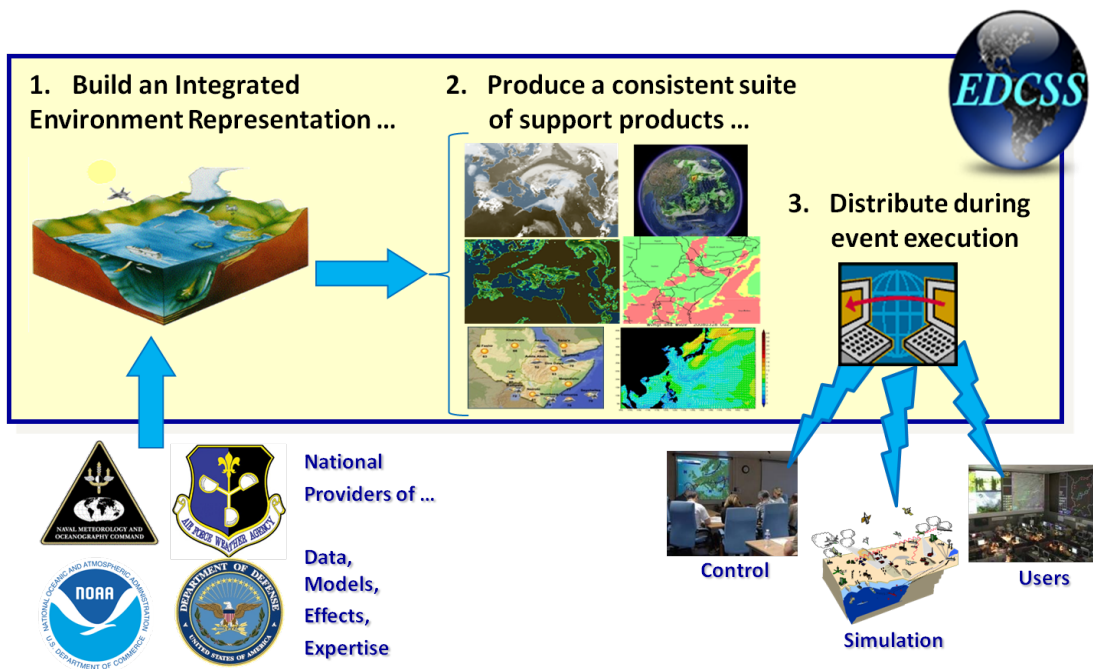 EDCSS
1. Build an Integrated
Environment Representation ...
2. Produce a consistent suite
of support products ...
3. Distribute during
event execution
NAVAL METEOROLOGY AND
OCEANOGRAPHY COMMAND
AIR FORCE WEATHER AGENCY
National
Providers of ...
Data,
Models,
Effects,
Expertise
NATIONAL OCEANIC AND ATMOSPHERIC ADMINISTRATION
NOAA
U.S. DEPARTMENT OF COMMERCE
DEPARTMENT OF DEFENSE
UNITED STATES OF AMERICA
Control
Simulation
Users